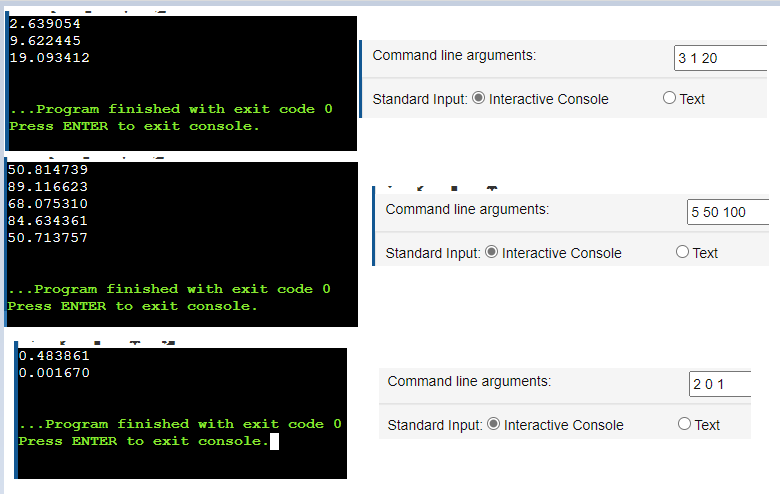 2.639054
9.622445
19.093412
...Program finished with exit code 0
Press ENTER to exit console.
Command line arguments: 3 1 20
Standard Input: Interactive Console Text
50.814739
89.116623
68.075310
84.634361
50.713757
...Program finished with exit code 0
Press ENTER to exit console.
Command line arguments: 5 50 100
Standard Input: Interactive Console Text
0.483861
0.001670
...Program finished with exit code 0
Press ENTER to exit console.
Command line arguments: 2 0 1
Standard Input: Interactive Console Text